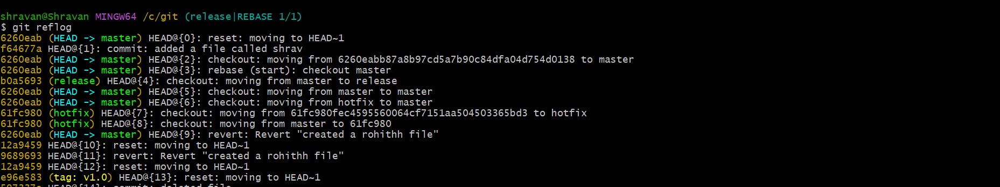 shravan@Shravan MINGW64 /c/git (release|REBASE 1/1)
$ git reflog
6260eab (HEAD -> master) HEAD@{0}: reset: moving to HEAD~1
f64677a HEAD@{1}: commit: added a file called shrav
6260eab (HEAD -> master) HEAD@{2}: checkout: moving from 6260eabb87a8b97cd5a7b90c84dfa04d754d0138 to master
6260eab (HEAD -> master) HEAD@{3}: rebase (start): checkout master
b0a5693 (release) HEAD@{4}: checkout: moving from master to release
6260eab (HEAD -> master) HEAD@{5}: checkout: moving from master to master
6260eab (HEAD -> master) HEAD@{6}: checkout: moving from hotfix to master
61fc980 (hotfix) HEAD@{7}: checkout: moving from 61fc980fec4595560064cf7151aa504503365bd3 to hotfix
61fc980 (hotfix) HEAD@{8}: checkout: moving from master to 61fc980
6260eab (HEAD -> master) HEAD@{9}: revert: Revert "created a rohithh file"
12a9459 HEAD@{10}: reset: moving to HEAD~1
9689693 HEAD@{11}: revert: Revert "created a rohithh file"
12a9459 HEAD@{12}: reset: moving to HEAD~1
e96e583 (tag: v1.0) HEAD@{13}: reset: moving to HEAD~1
HEAD@{14}: commit: deleted file